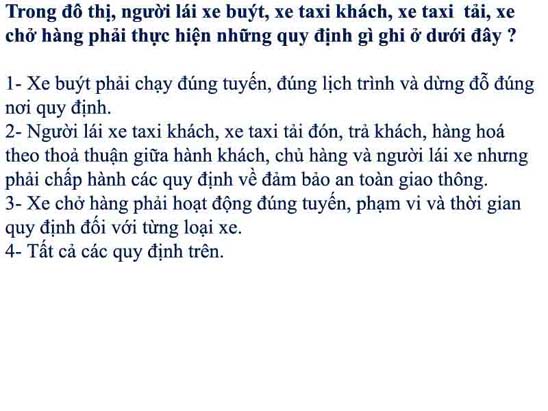 Trong đô thị, người lái xe buýt, xe taxi khách, xe taxi tải, xe
chở hàng phải thực hiện những quy định gì ghi ở dưới đây ?
1- Xe buýt phải chạy đúng tuyến, đúng lịch trình và dừng đỗ đúng
nơi quy định.
2- Người lái xe taxi khách, xe taxi tải đón, trả khách, hàng hoá
theo thoả thuận giữa hành khách, chủ hàng và người lái xe nhưng
phải chấp hành các quy định về đảm bảo an toàn giao thông.
3- Xe chở hàng phải hoạt động đúng tuyến, phạm vi và thời gian
quy định đối với từng loại xe.
4- Tất cả các quy định trên.